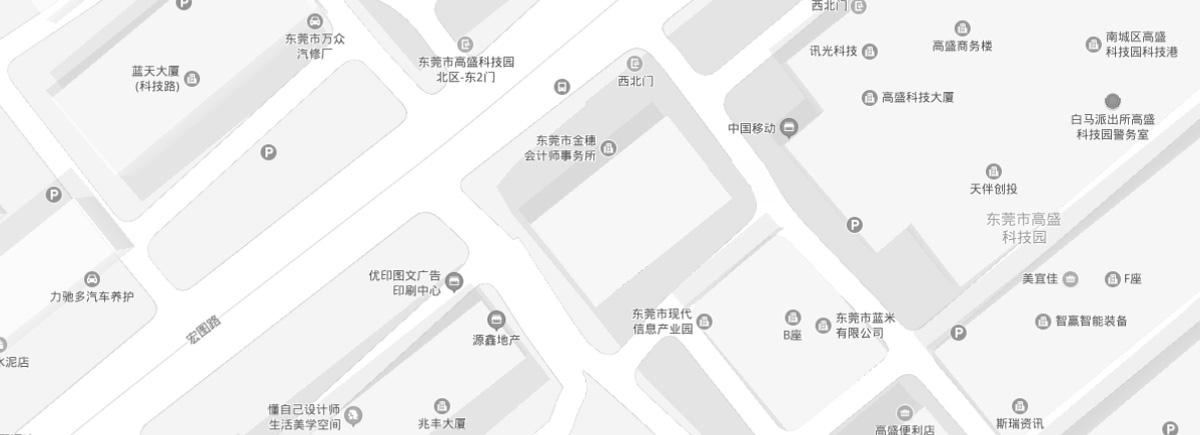 西北门
P
东莞市万众
汽修厂
蓝天大厦
(科技路)
东莞市高盛科技园
北区-东2门
西北门
讯光科技
高盛商务楼
南城区高盛
科技园科技港
高盛科技大厦
白马派出所高盛
科技园警务室
中国移动
东莞市金穗
会计师事务所
P
P
天伴创投
P
东莞市高盛
科技园
力驰多汽车养护
优印图文广告
印刷中心
美宜佳
F座
宏图路
源鑫地产
东莞市现代
信息产业园
B座
东莞市蓝米
有限公司
智赢智能装备
P
水泥店
懂自己设计师
生活美学空间
兆丰大厦
高盛便利店
斯瑞资讯
P